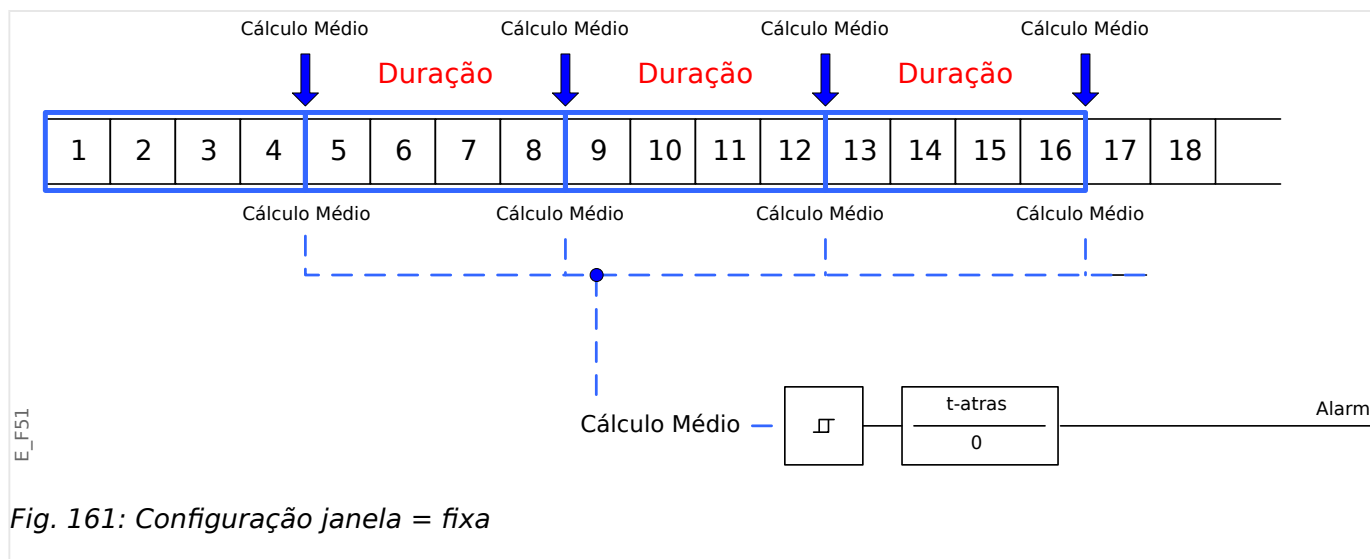 Cálculo Médio Cálculo Médio Cálculo Médio Cálculo Médio
Duração Duração Duração
1 2 3 4 5 6 7 8 9 10 11 12 13 14 15 16 17 18
Cálculo Médio Cálculo Médio Cálculo Médio Cálculo Médio
t-atras
Cálculo Médio
0
Alarm
E_F51
Fig. 161: Configuração janela = fixa